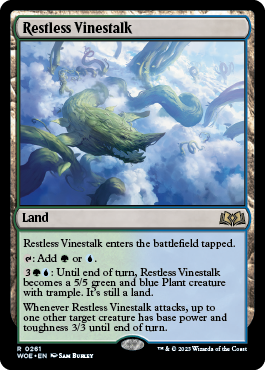 Restless Vinestalk
Land
Restless Vinestalk enters the battlefield tapped.
: Add or .
3 : Until end of turn, Restless Vinestalk
becomes a 5/5 green and blue Plant creature
with trample. It's still a land.
Whenever Restless Vinestalk attacks, up to
one other target creature has base power and
toughness 3/3 until end of turn.
R 0261
WOE • EN Sam Burley
™ & © 2023 Wizards of the Coast